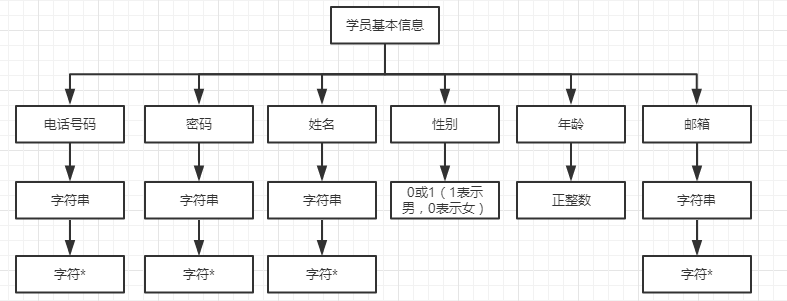 学员基本信息
电话号码
密码
姓名
性别
年龄
邮箱
字符串
字符串
字符串
0或1（1表示
男，0表示女）
正整数
字符串
字符*
字符*
字符*
字符*